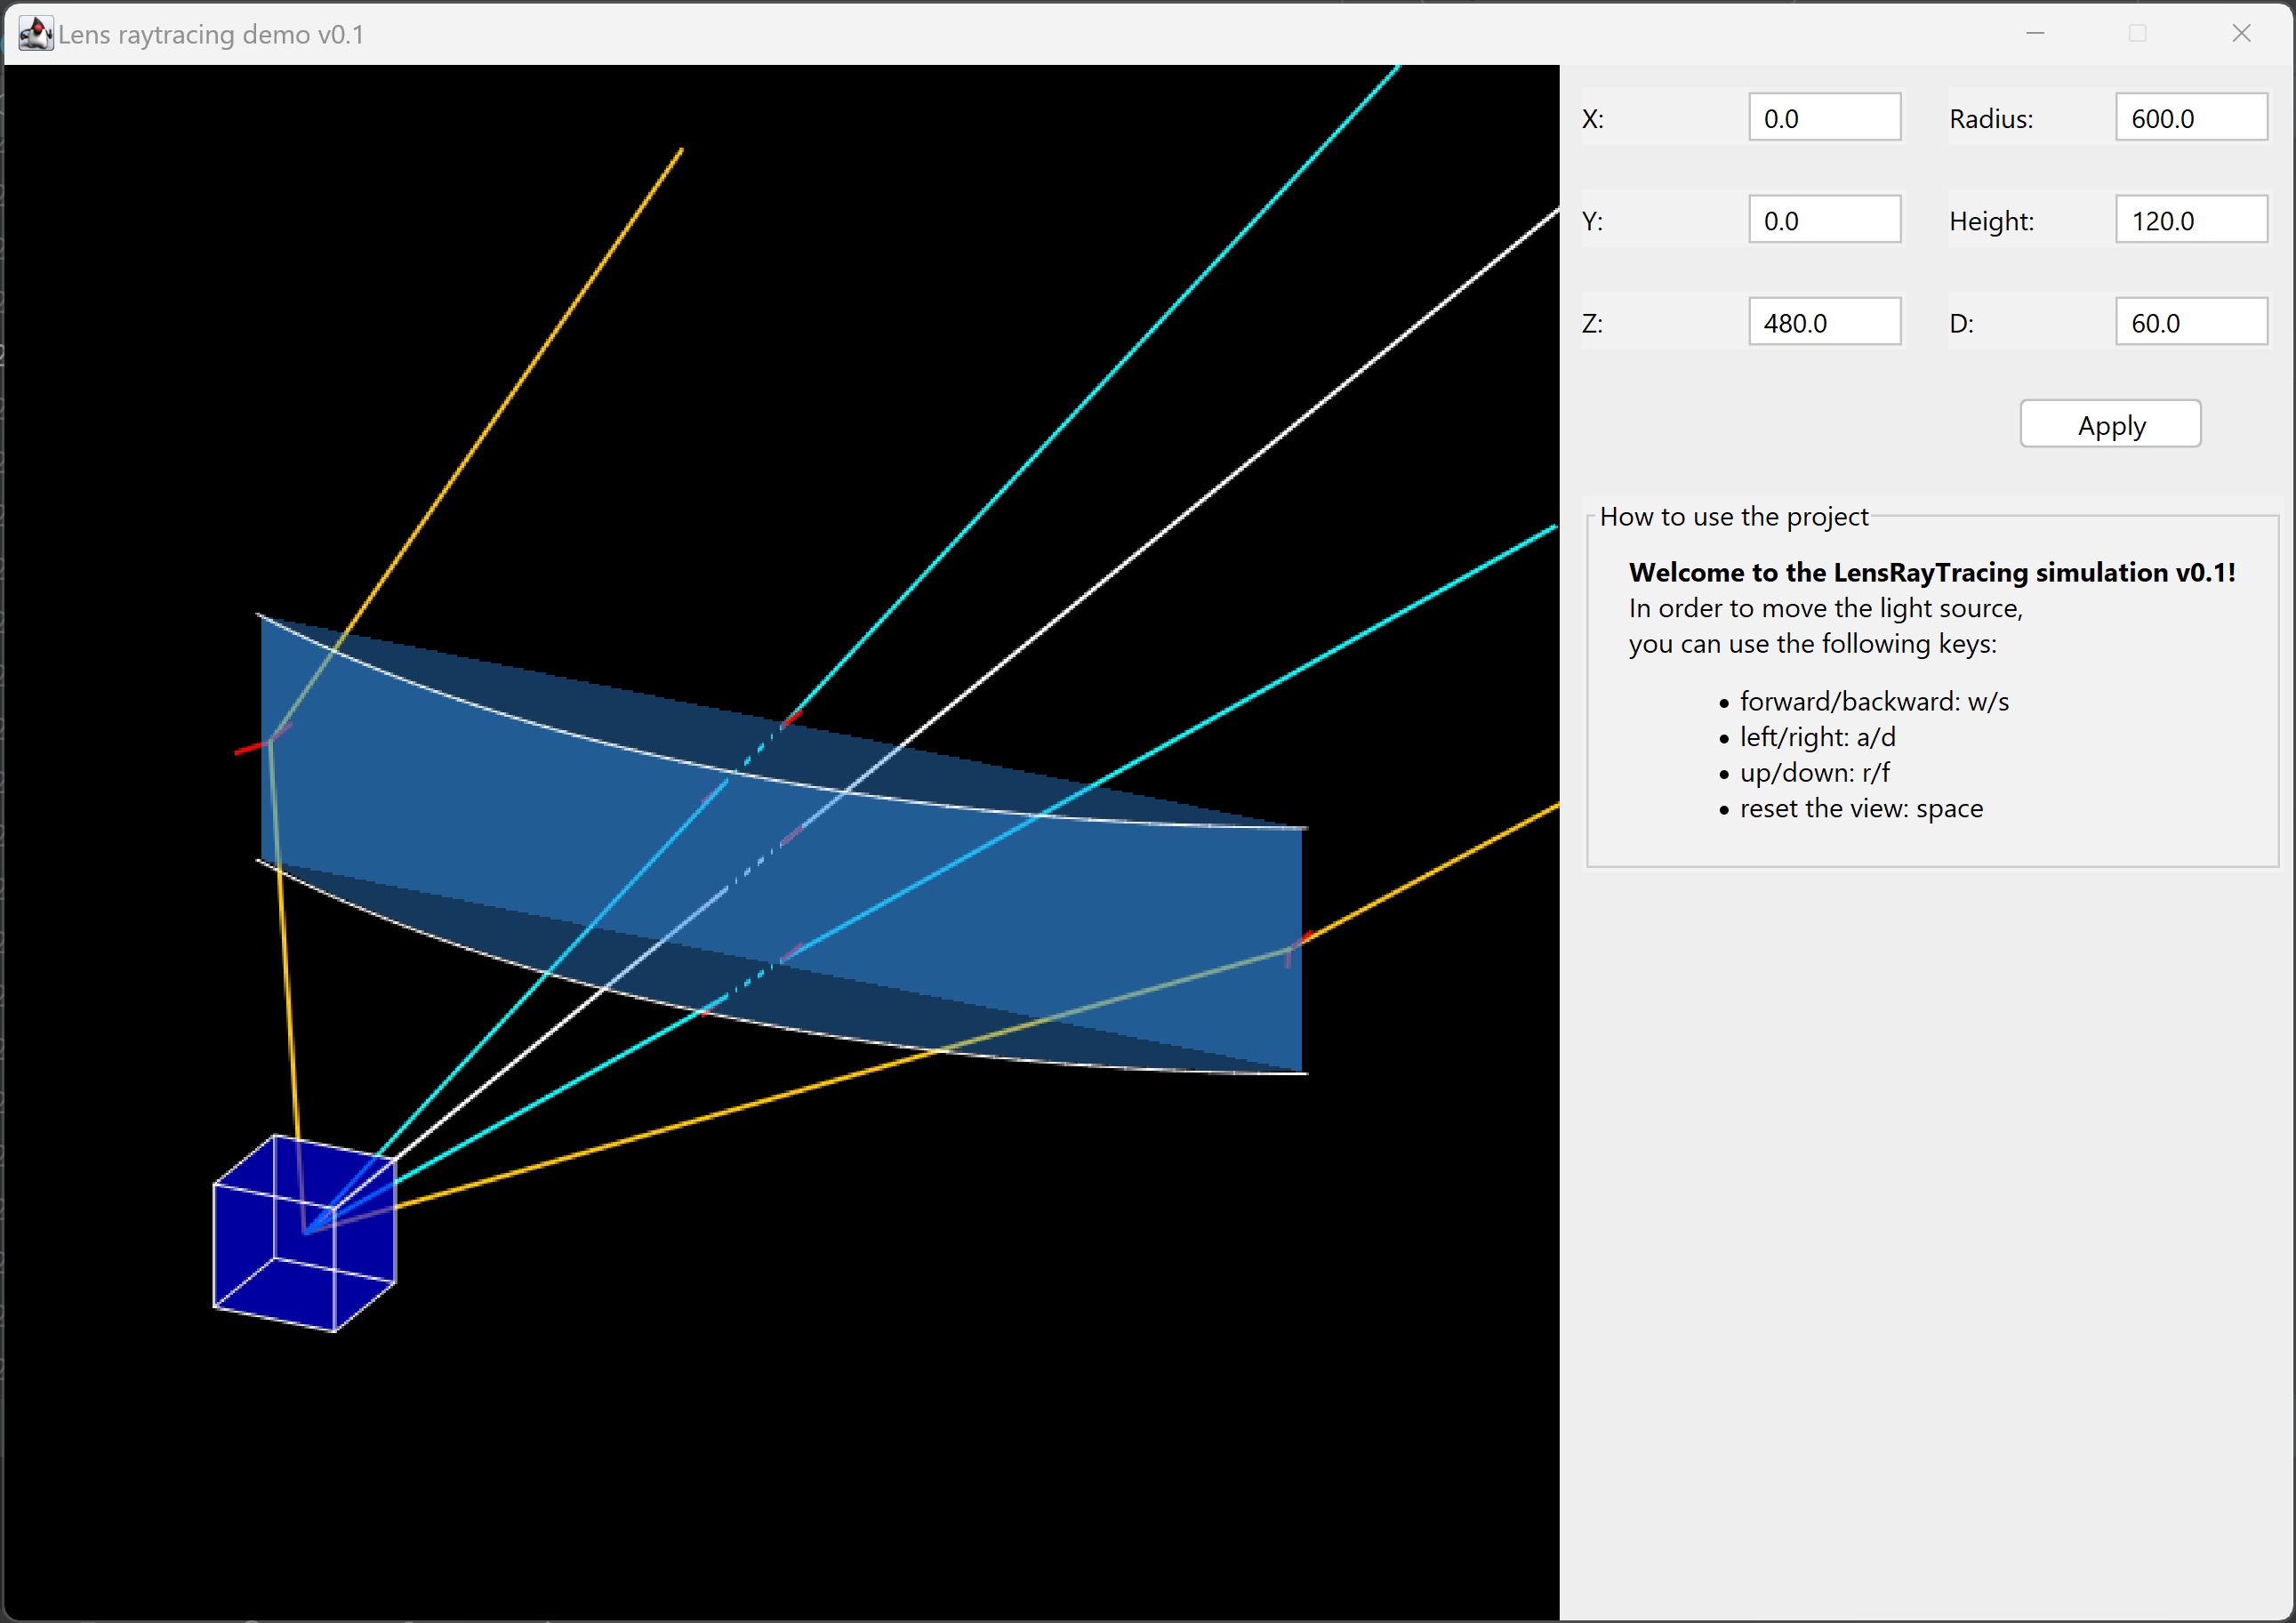 Lens raytracing demo v0.1
X: 0.0 Radius: 600.0
Y: 0.0 Height: 120.0
Z: 480.0 D: 60.0
Apply
How to use the project
Welcome to the LensRayTracing simulation v0.1!
In order to move the light source,
you can use the following keys:
• forward/backward: w/s
• left/right: a/d
• up/down: r/f
• reset the view: space